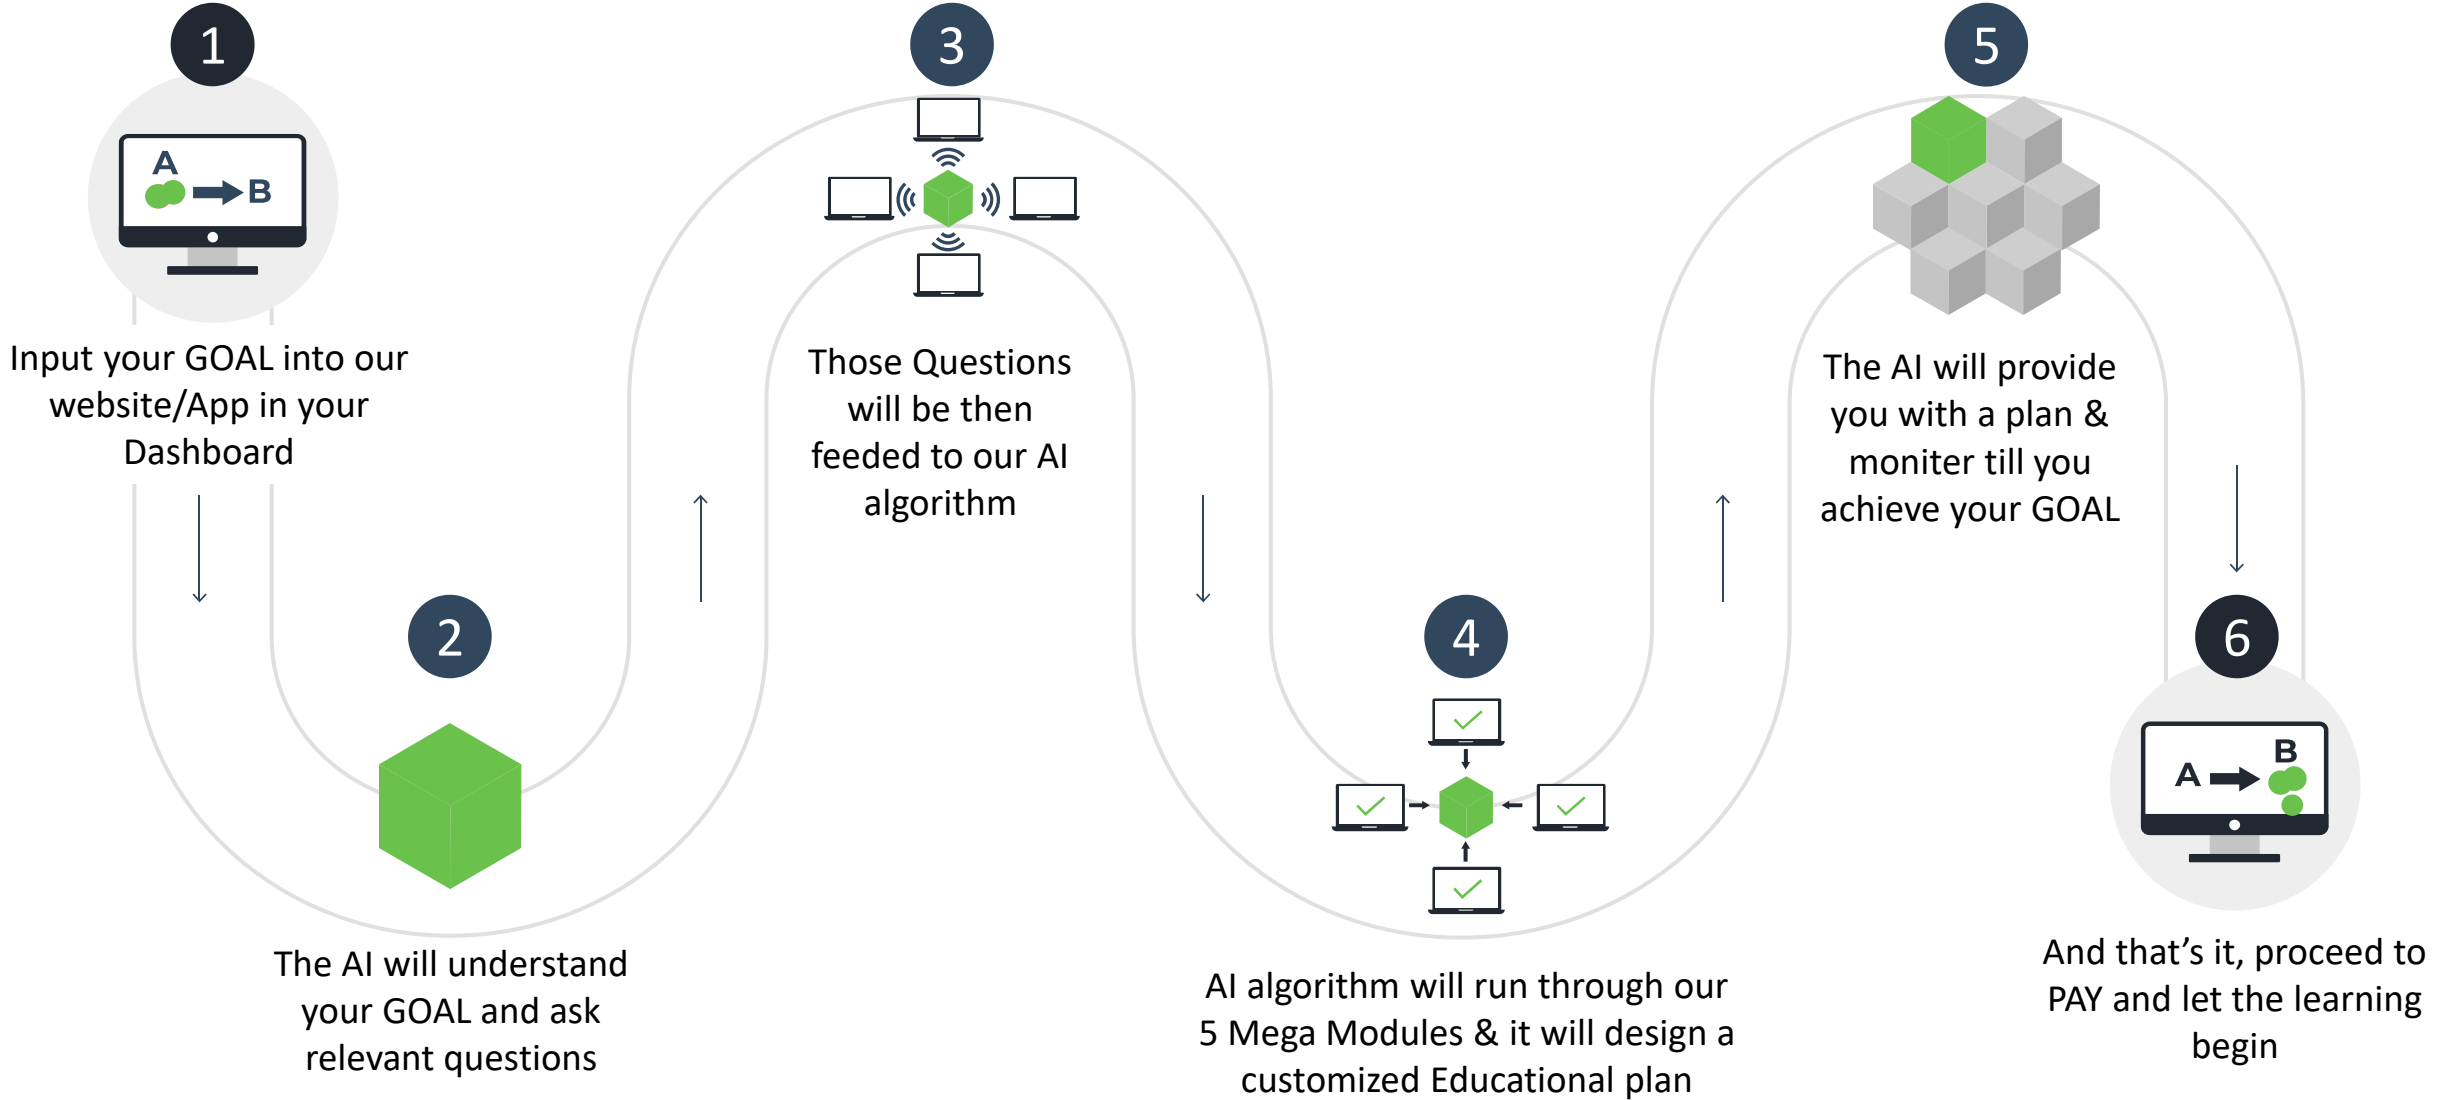 1
A
B
Input your GOAL into our
website/App in your
Dashboard
2
The AI will understand
your GOAL and ask
relevant questions
3
Those Questions
will be then
feeded to our AI
algorithm
4
AI algorithm will run through our
5 Mega Modules & it will design a
customized Educational plan
5
The AI will provide
you with a plan &
moniter till you
achieve your GOAL
6
B
A
And that’s it, proceed to
PAY and let the learning
begin